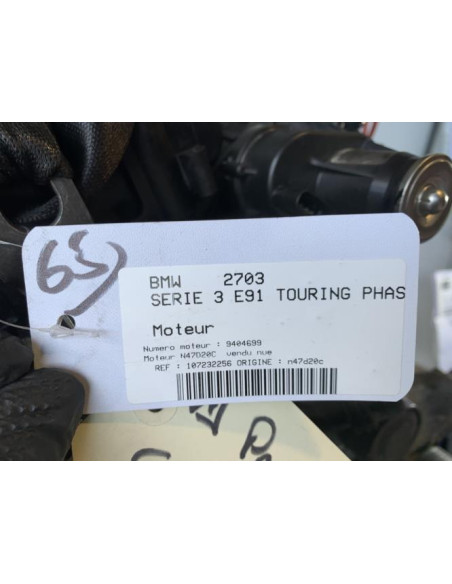 65
BMW 2703
SERIE 3 E91 TOURING PHAS
Moteur
Numero moteur : 9404699
Moteur N47D20C vendu nue
REF : 107232256 ORIGINE : n47d20c